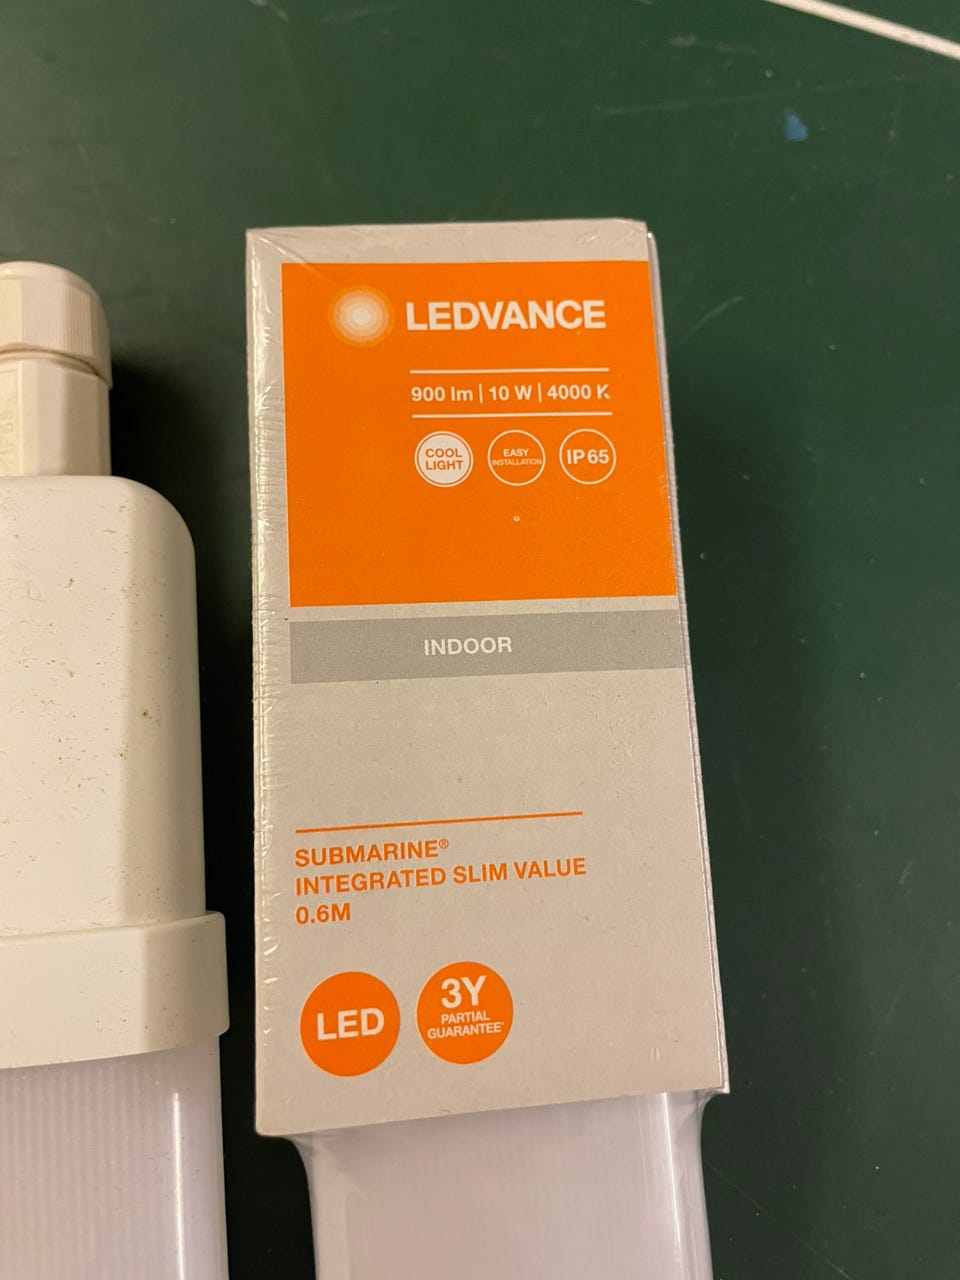 LEDVANCE
900 lm | 10 W | 4000 K
COOL
LIGHT
EASY
INSTALLATION
IP65
INDOOR
SUBMARINE®
INTEGRATED SLIM VALUE
0.6M
LED
3Y
PARTIAL
GUARANTEE*